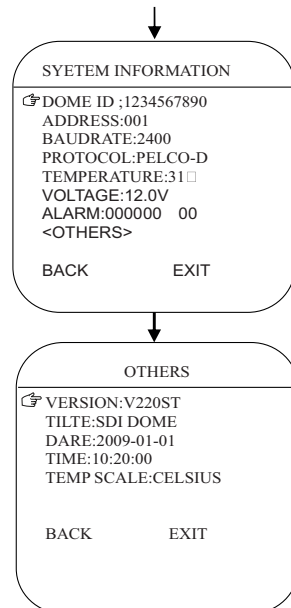 SYETEM INFORMATION
DOME ID ;1234567890
ADDRESS:001
BAUDRATE:2400
PROTOCOL:PELCO-D
TEMPERATURE:31□
VOLTAGE:12.0V
ALARM:000000 00
<OTHERS>
BACK EXIT
OTHERS
VERSION:V220ST
TILTE:SDI DOME
DARE:2009-01-01
TIME:10:20:00
TEMP SCALE:CELSIUS
BACK EXIT